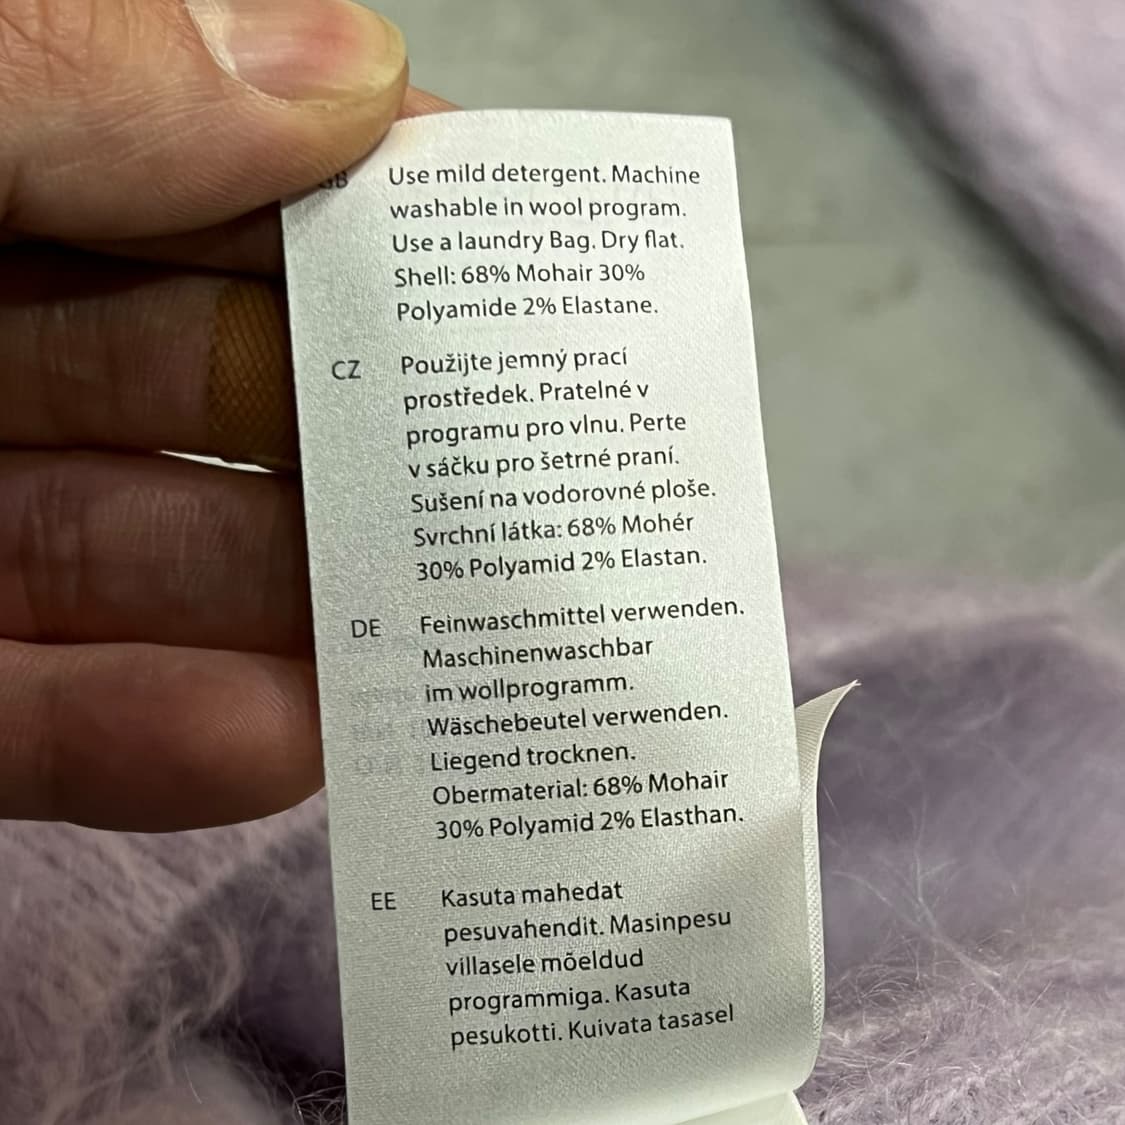 GB Use mild detergent. Machine
washable in wool program.
Use a laundry Bag. Dry flat.
Shell: 68% Mohair 30%
Polyamide 2% Elastane.
CZ Použijte jemný prací
prostředek. Pratelné v
programu pro vlnu. Perte
v sáčku pro šetrné praní.
Sušení na vodorovné ploše.
Svrchní látka: 68% Mohér
30% Polyamid 2% Elastan.
DE Feinwaschmittel verwenden.
Maschinenwaschbar
im wollprogramm.
Wäschebeutel verwenden.
Liegend trocknen.
Obermaterial: 68% Mohair
30% Polyamid 2% Elasthan.
EE Kasuta mahedat
pesuvahendit. Masinpesu
villasele mõeldud
programmiga. Kasuta
pesukotti. Kuivata tasasel